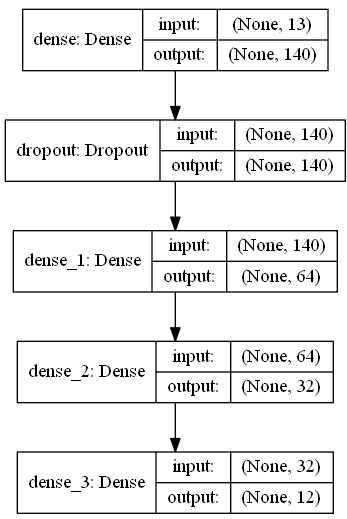 dense: Dense
input:
(None, 13)
output:
(None, 140)
dropout: Dropout
input:
(None, 140)
output:
(None, 140)
dense_1: Dense
input:
(None, 140)
output:
(None, 64)
dense_2: Dense
input:
(None, 64)
output:
(None, 32)
dense_3: Dense
input:
(None, 32)
output:
(None, 12)